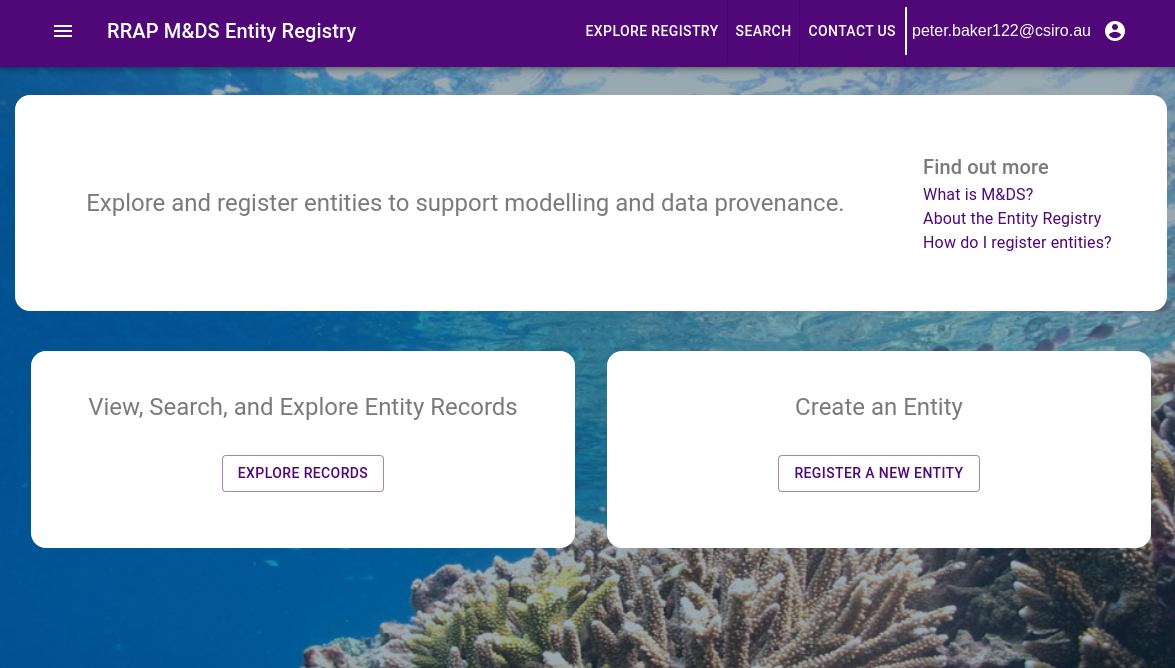 RRAP M&DS Entity Registry
EXPLORE REGISTRY
SEARCH
CONTACT US
peter.baker122@csiro.au
Explore and register entities to support modelling and data provenance.
Find out more
What is M&DS?
About the Entity Registry
How do I register entities?
View, Search, and Explore Entity Records
EXPLORE RECORDS
Create an Entity
REGISTER A NEW ENTITY